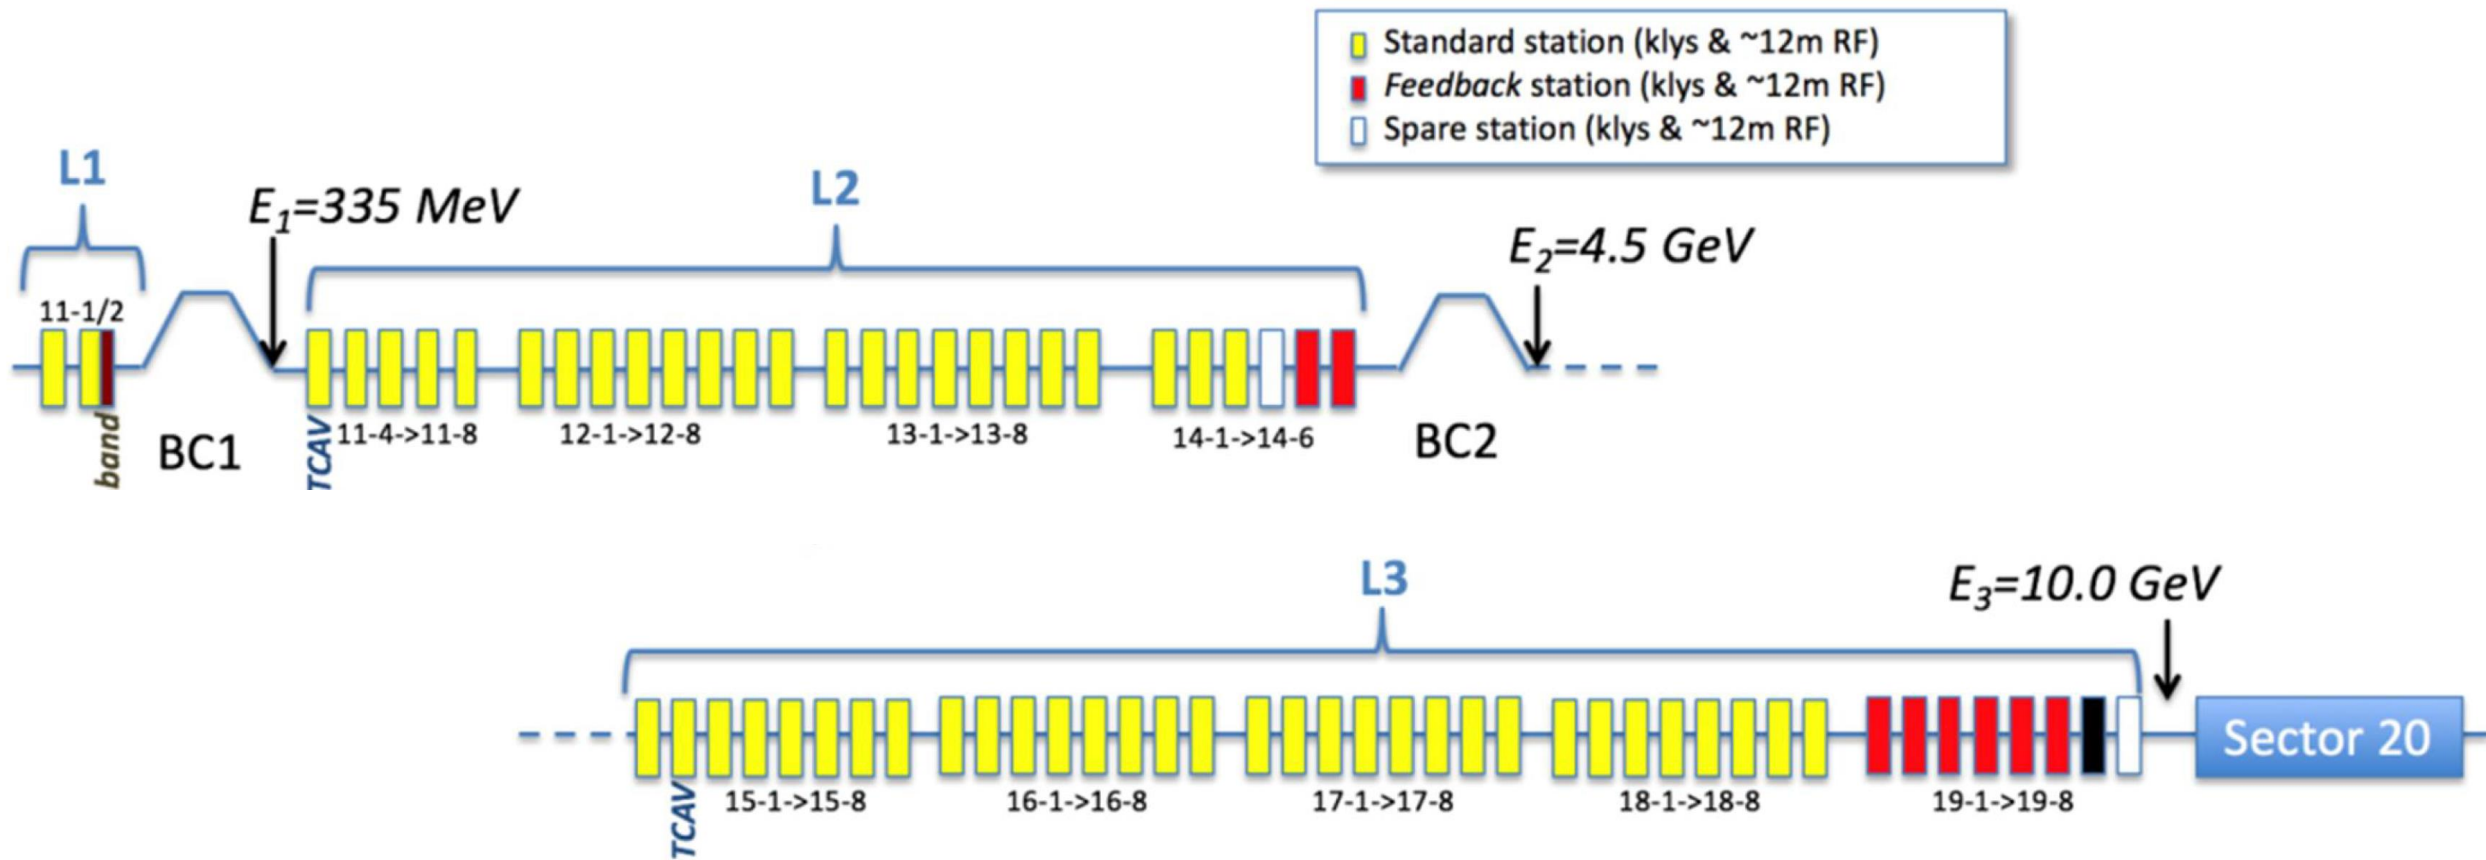 Standard station (klys & ~12m RF)
Feedback station (klys & ~12m RF)
Spare station (klys & ~12m RF)
L1
L2
E1=335 MeV
E2=4.5 GeV
11-1/2
band
BC1
TCAV
11-4->11-8
12-1->12-8
13-1->13-8
14-1->14-6
BC2
L3
E3=10.0 GeV
Sector 20
TCAV
15-1->15-8
16-1->16-8
17-1->17-8
18-1->18-8
19-1->19-8